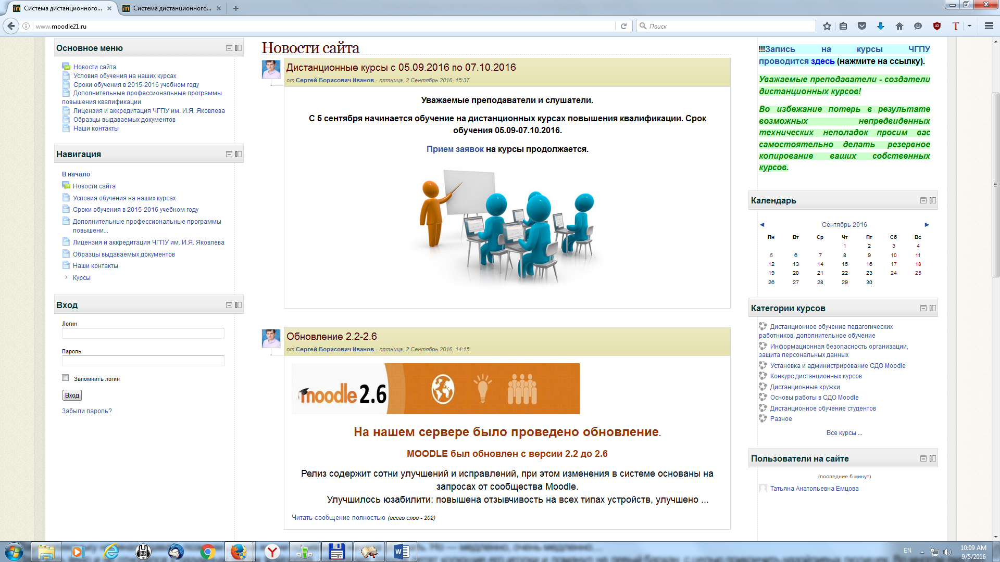 Система дистанционного...
Система дистанционного...
www.moodle21.ru
Поиск
Основное меню
Новости сайта
Условия обучения на наших курсах
Сроки обучения в 2015-2016 учебном году
Дополнительные профессиональные программы
повышения квалификации
Лицензия и аккредитация ЧГПУ им. И.Я. Яковлева
Образцы выдаваемых документов
Наши контакты
Навигация
В начало
Новости сайта
Условия обучения на наших курсах
Сроки обучения в 2015-2016 учебном году
Дополнительные профессиональные программы
повышени...
Лицензия и аккредитация ЧГПУ им. И.Я. Яковлева
Образцы выдаваемых документов
Наши контакты
Курсы
Вход
Логин
Пароль
Запомнить логин
Вход
Забыли пароль?
Новости сайта
Дистанционные курсы с 05.09.2016 по 07.10.2016
от Сергей Борисович Иванов - пятница, 2 Сентябрь 2016, 15:37
Уважаемые преподаватели и слушатели.
С 5 сентября начинается обучение на дистанционных курсах повышения квалификации. Срок
обучения 05.09-07.10.2016.
Прием заявок на курсы продолжается.
Обновление 2.2-2.6
от Сергей Борисович Иванов - пятница, 2 Сентябрь 2016, 14:15
moodle 2.6
На нашем сервере было проведено обновление.
MOODLE был обновлен с версии 2.2 до 2.6
Релиз содержит сотни улучшений и исправлений, при этом изменения в системе основаны на
запросах от сообщества Moodle.
Улучшилось юзабилити: повышена отзывчивость на всех типах устройств, улучшено ...
Читать сообщение полностью (всего слов - 202)
!!!Запись на курсы ЧГПУ
проводится здесь (нажмите на ссылку).
Уважаемые преподаватели - создатели
дистанционных курсов!
Во избежание потерь в результате
возможных непредвиденных
технических неполадок просим вас
самостоятельно делать резервное
копирование ваших собственных
курсов.
Календарь
◄ Сентябрь 2016 ►
Пн Вт Ср Чт Пт Сб Вс
1 2 3 4
5 6 7 8 9 10 11
12 13 14 15 16 17 18
19 20 21 22 23 24 25
26 27 28 29 30
Категории курсов
Дистанционное обучение педагогических
работников, дополнительное обучение
Информационная безопасность организации,
защита персональных данных
Установка и администрирование СДО Moodle
Конкурс дистанционных курсов
Дистанционные кружки
Основы работы в СДО Moodle
Дистанционное обучение студентов
Разное
Все курсы ...
Пользователи на сайте
(последние 5 минут)
Татьяна Анатольевна Емцова
EN
10:09 AM
9/5/2016